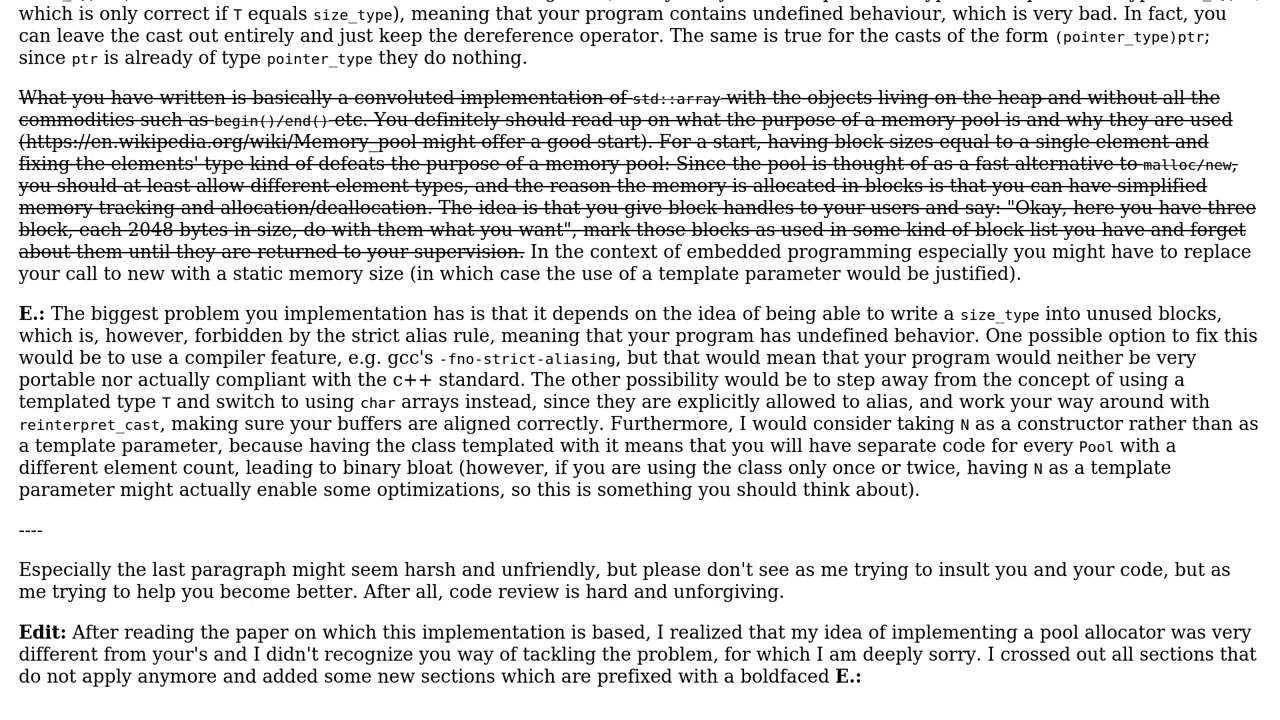 which is only correct if T equals size_type), meaning that your program contains undefined behaviour, which is very bad. In fact, you
can leave the cast out entirely and just keep the dereference operator. The same is true for the casts of the form (pointer_type)ptr;
since ptr is already of type pointer_type they do nothing.
What you have written is basically a convoluted implementation of std::array with the objects living on the heap and without all the
commodities such as begin()/end() etc. You definitely should read up on what the purpose of a memory pool is and why they are used
(https://en.wikipedia.org/wiki/Memory_pool might offer a good start). For a start, having block sizes equal to a single element and
fixing the elements' type kind of defeats the purpose of a memory pool: Since the pool is thought of as a fast alternative to malloc/new,
you should at least allow different element types, and the reason the memory is allocated in blocks is that you can have simplified
memory tracking and allocation/deallocation. The idea is that you give block handles to your users and say: "Okay, here you have three
block, each 2048 bytes in size, do with them what you want", mark those blocks as used in some kind of block list you have and forget
about them until they are returned to your supervision. In the context of embedded programming especially you might have to replace
your call to new with a static memory size (in which case the use of a template parameter would be justified).
E.: The biggest problem you implementation has is that it depends on the idea of being able to write a size_type into unused blocks,
which is, however, forbidden by the strict alias rule, meaning that your program has undefined behavior. One possible option to fix this
would be to use a compiler feature, e.g. gcc's -fno-strict-aliasing, but that would mean that your program would neither be very
portable nor actually compliant with the c++ standard. The other possibility would be to step away from the concept of using a
templated type T and switch to using char arrays instead, since they are explicitly allowed to alias, and work your way around with
reinterpret_cast, making sure your buffers are aligned correctly. Furthermore, I would consider taking N as a constructor rather than as
a template parameter, because having the class templated with it means that you will have separate code for every Pool with a
different element count, leading to binary bloat (however, if you are using the class only once or twice, having N as a template
parameter might actually enable some optimizations, so this is something you should think about).
----
Especially the last paragraph might seem harsh and unfriendly, but please don't see as me trying to insult you and your code, but as
me trying to help you become better. After all, code review is hard and unforgiving.
Edit: After reading the paper on which this implementation is based, I realized that my idea of implementing a pool allocator was very
different from your's and I didn't recognize you way of tackling the problem, for which I am deeply sorry. I crossed out all sections that
do not apply anymore and added some new sections which are prefixed with a boldfaced E.: